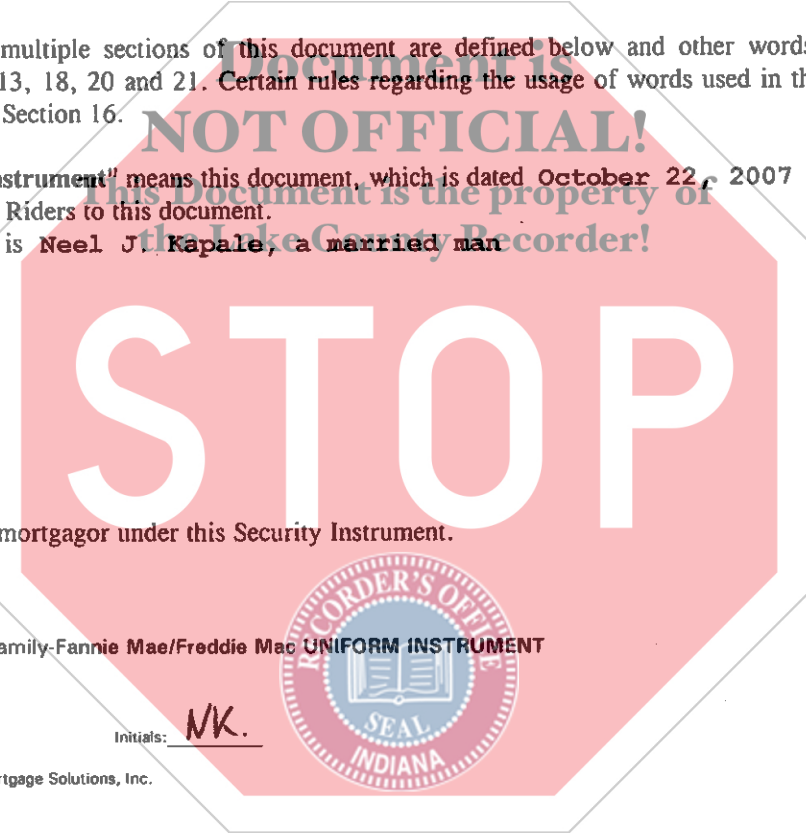 multiple sections of this document are defined below and other words
13, 18, 20 and 21. Certain rules regarding the usage of words used in th
Section 16.
Document is
NOT OFFICIAL!
This Document is the property of
the Lake County Recorder!
nstrument" means this document, which is dated October 22, 2007
Riders to this document.
is Neel J. Kapale, a married man
STOP
mortgagor under this Security Instrument.
RECORDER'S OFFICE
SEAL
INDIANA
amily-Fannie Mae/Freddie Mac UNIFORM INSTRUMENT
Initials: NK.
rtgage Solutions, Inc.